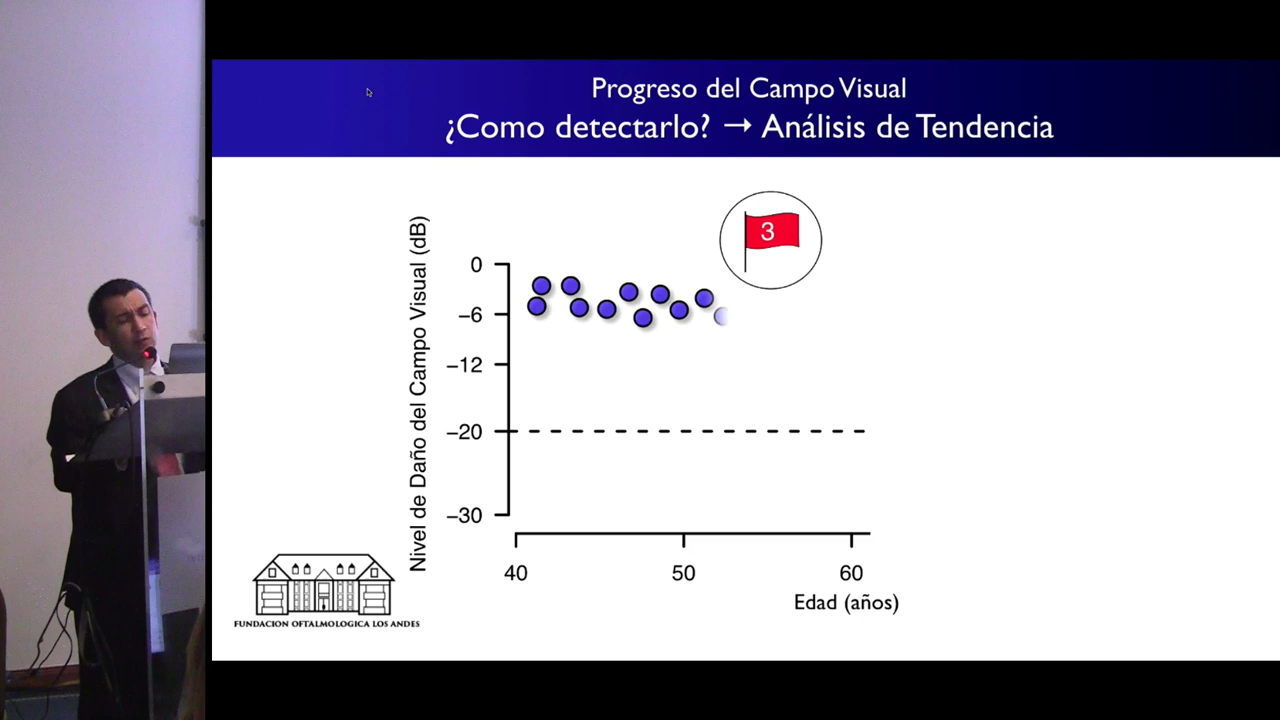 Progreso del Campo Visual
¿Como detectarlo? → Análisis de Tendencia
3
Nivel de Daño del Campo Visual (dB)
0
−6
−12
−20
−30
40 50 60
Edad (años)
FUNDACION OFTALMOLOGICA LOS ANDES